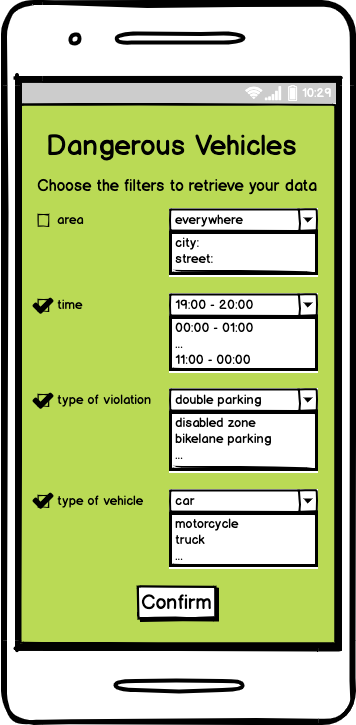 10:29
Dangerous Vehicles
Choose the filters to retrieve your data
area
everywhere
city:
street:
time
19:00 - 20:00
00:00 - 01:00
...
11:00 - 00:00
type of violation
double parking
disabled zone
bikelane parking
...
type of vehicle
car
motorcycle
truck
...
Confirm